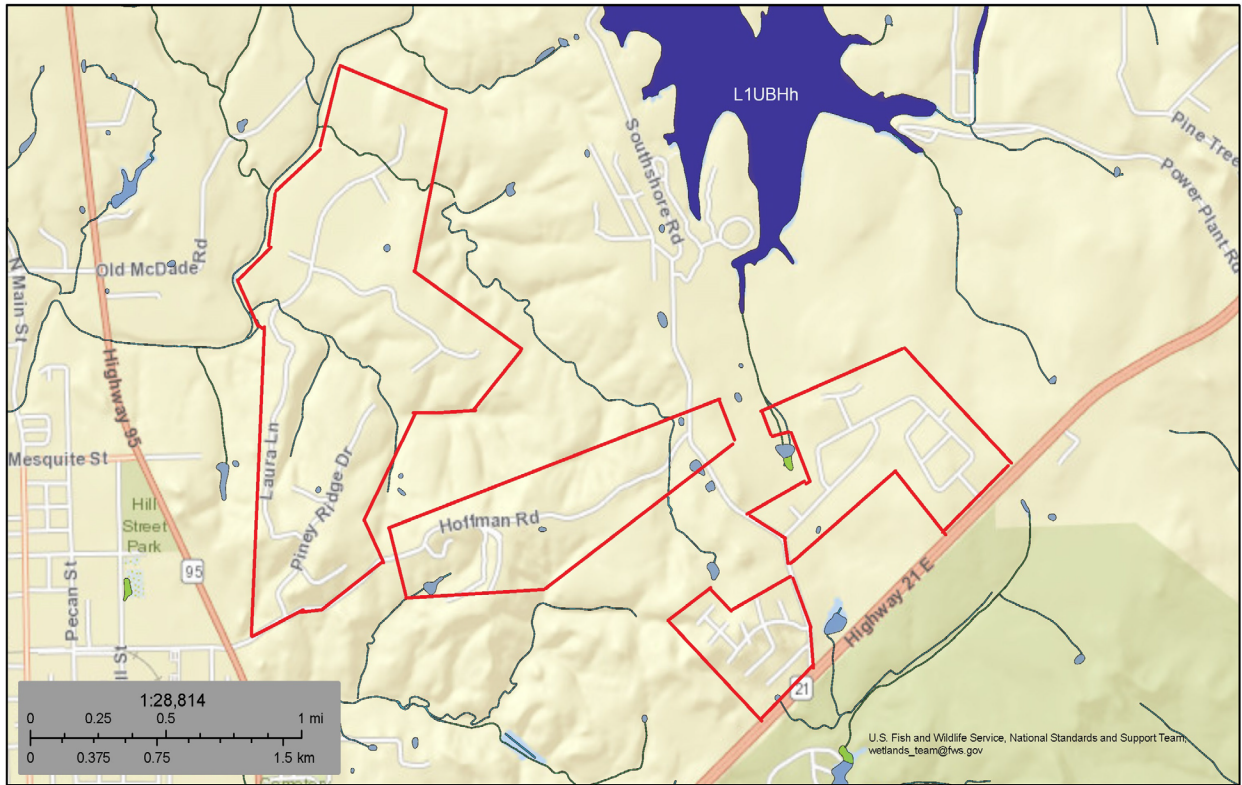 L1UBHh
Southshore Rd
Pine Tree
Power Plant Rd
Old McDade Rd
N Main St
Highway 95
Mesquite St
Laura Ln
Piney Ridge Dr
Hoffman Rd
Hill
Street
Park
95
Pecan St
ll St
Highway 21 E
21
1:28,814
0 0.25 0.5 1 mi
0 0.375 0.75 1.5 km
U.S. Fish and Wildlife Service, National Standards and Support Team,
wetlands_team@fws.gov